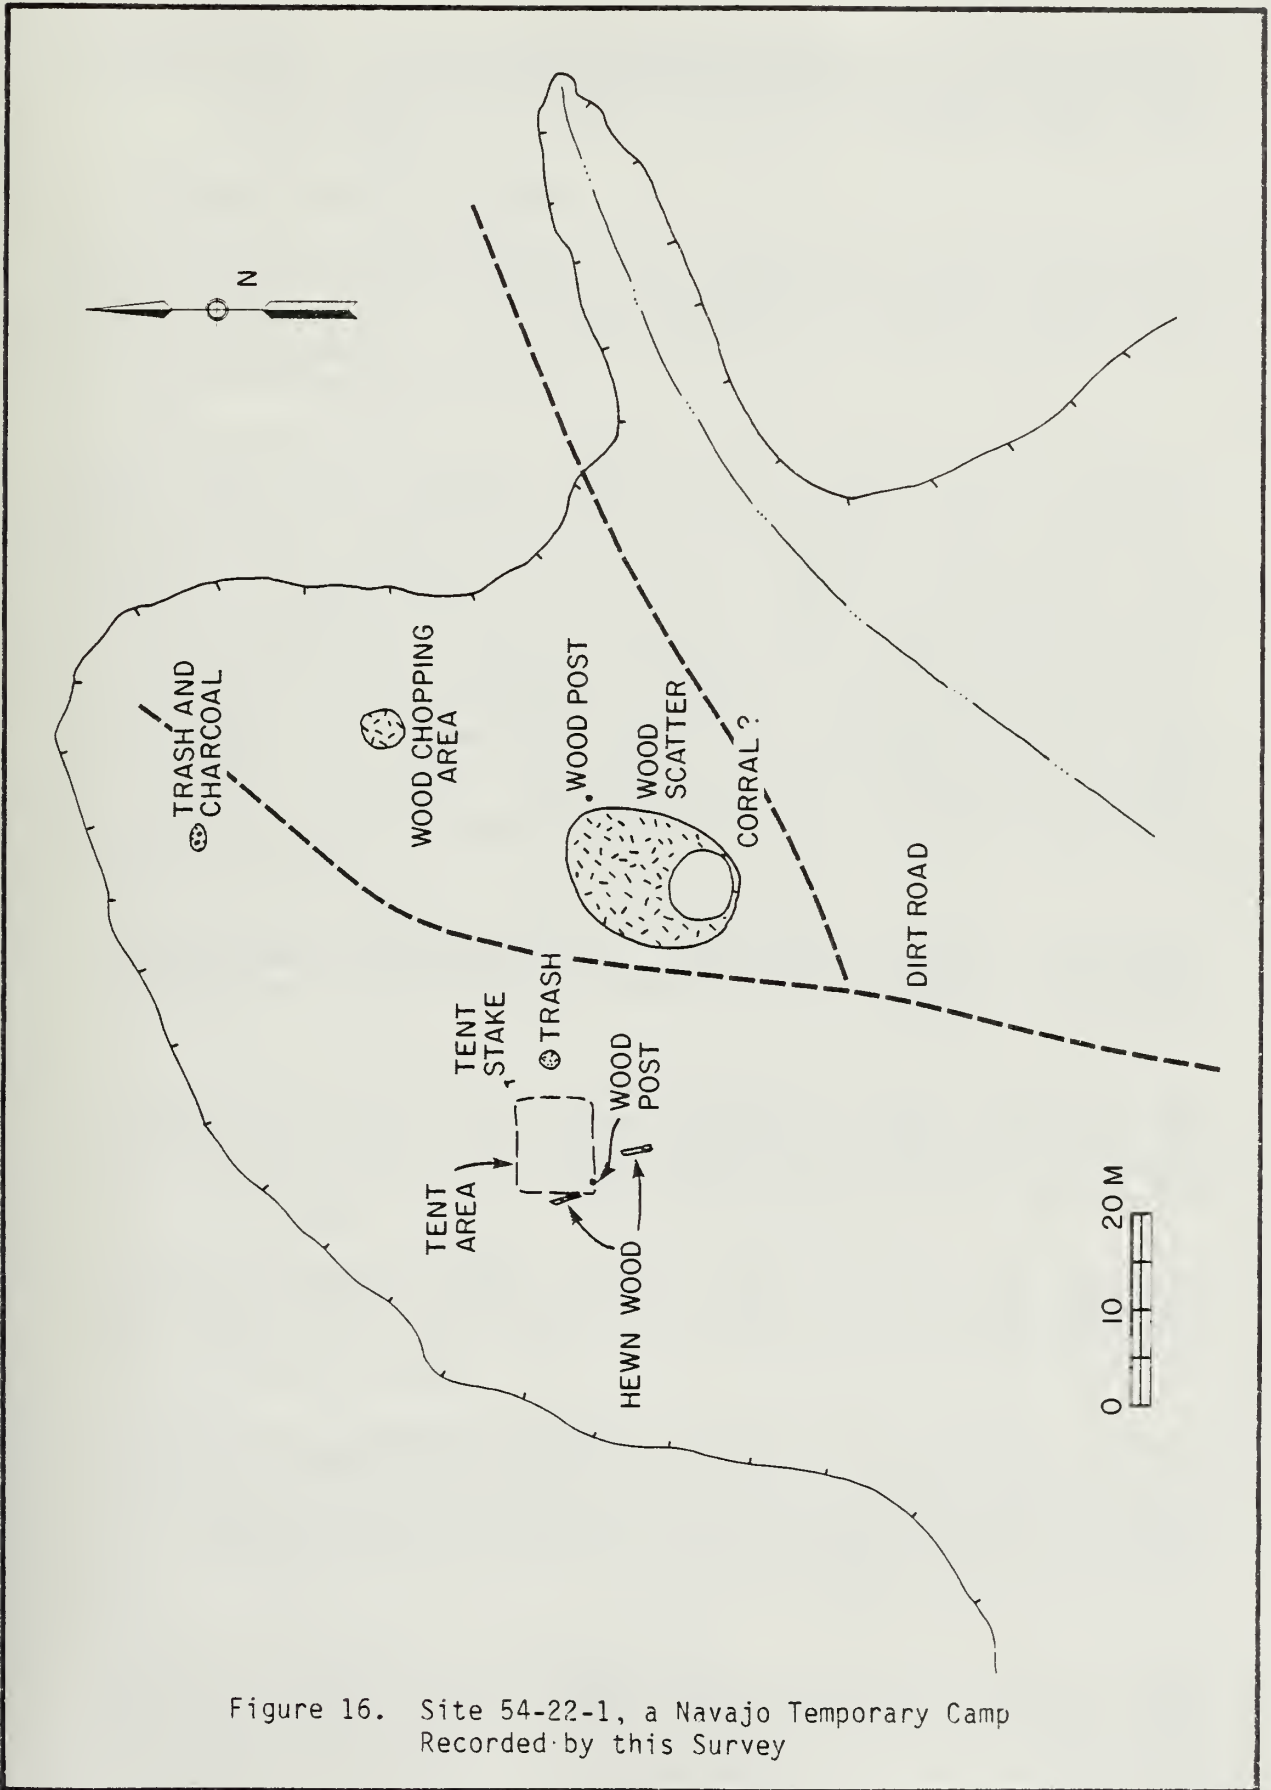 N
TRASH AND
CHARCOAL
WOOD CHOPPING
AREA
WOOD POST
WOOD
SCATTER
CORRAL?
DIRT ROAD
TENT
STAKE
TRASH
WOOD
POST
TENT
AREA
HEWN WOOD
0 10 20 M
Figure 16. Site 54-22-1, a Navajo Temporary Camp
Recorded by this Survey